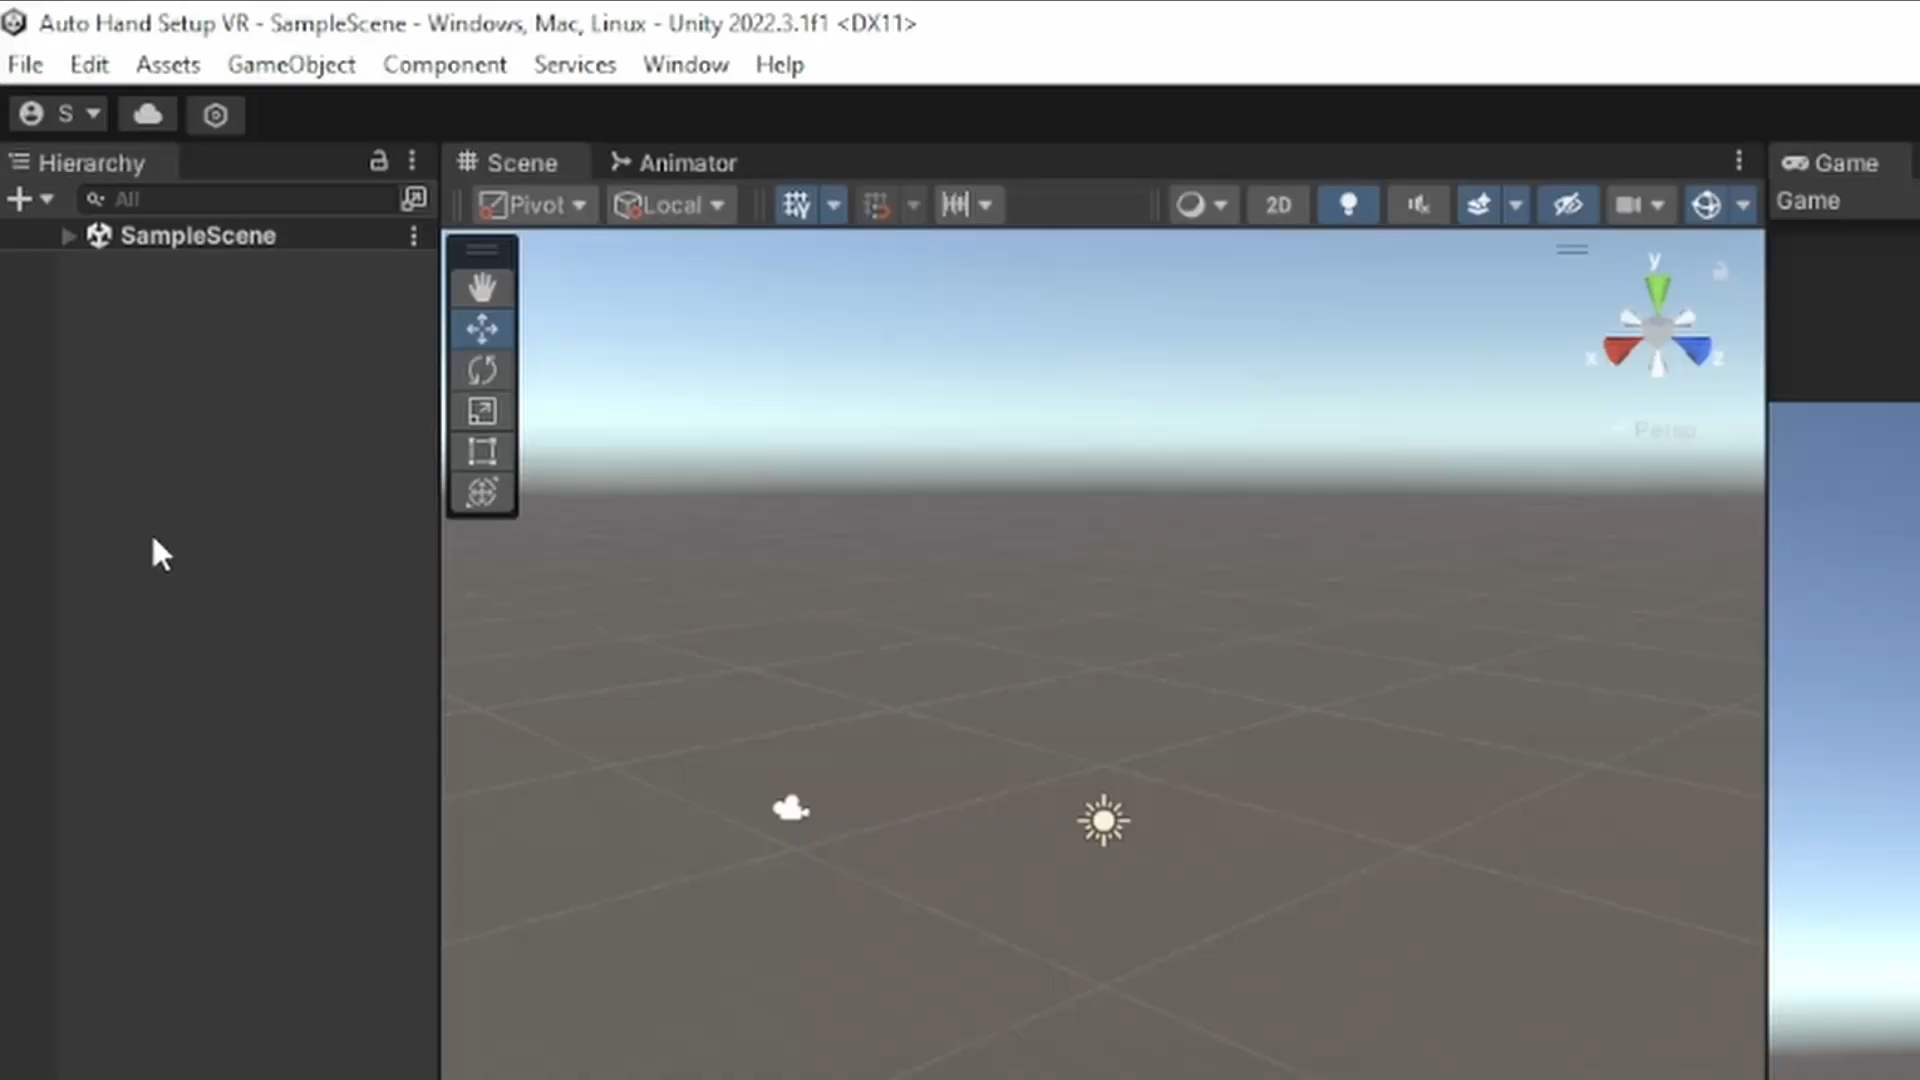 Auto Hand Setup VR - SampleScene - Windows, Mac, Linux - Unity 2022.3.1f1 <DX11>
File Edit Assets GameObject Component Services Window Help
S
Hierarchy Scene Animator Game
All Pivot Local 2D Game
SampleScene
y
x z
Persp